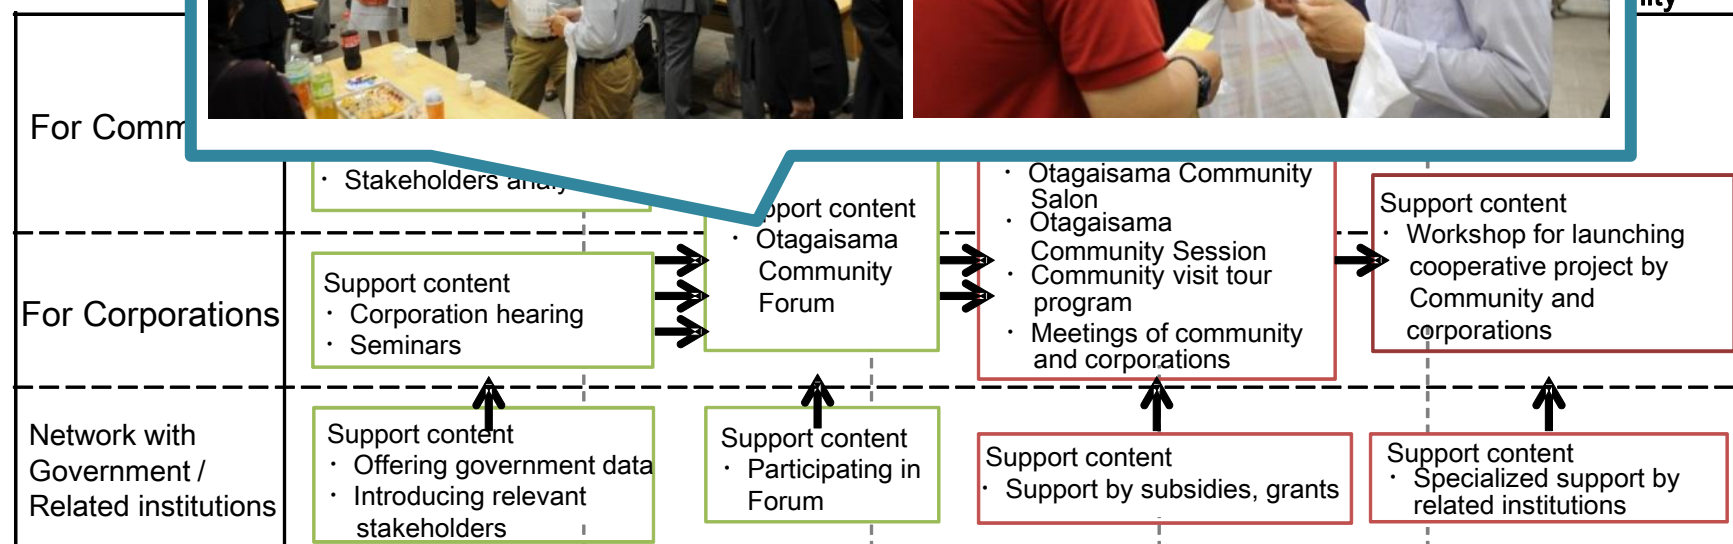 For Comm
· Stakeholders
Support content
· Corporation hearing
· Seminars
pport content
· Otagaisama
Community
Forum
· Otagaisama Community
Salon
· Otagaisama
Community Session
· Community visit tour
program
· Meetings of community
and corporations
Support content
· Workshop for launching
cooperative project by
Community and
corporations
For Corporations
Network with
Government /
Related institutions
Support content
· Offering government data
· Introducing relevant
stakeholders
Support content
· Participating in
Forum
Support content
· Support by subsidies, grants
Support content
· Specialized support by
related institutions